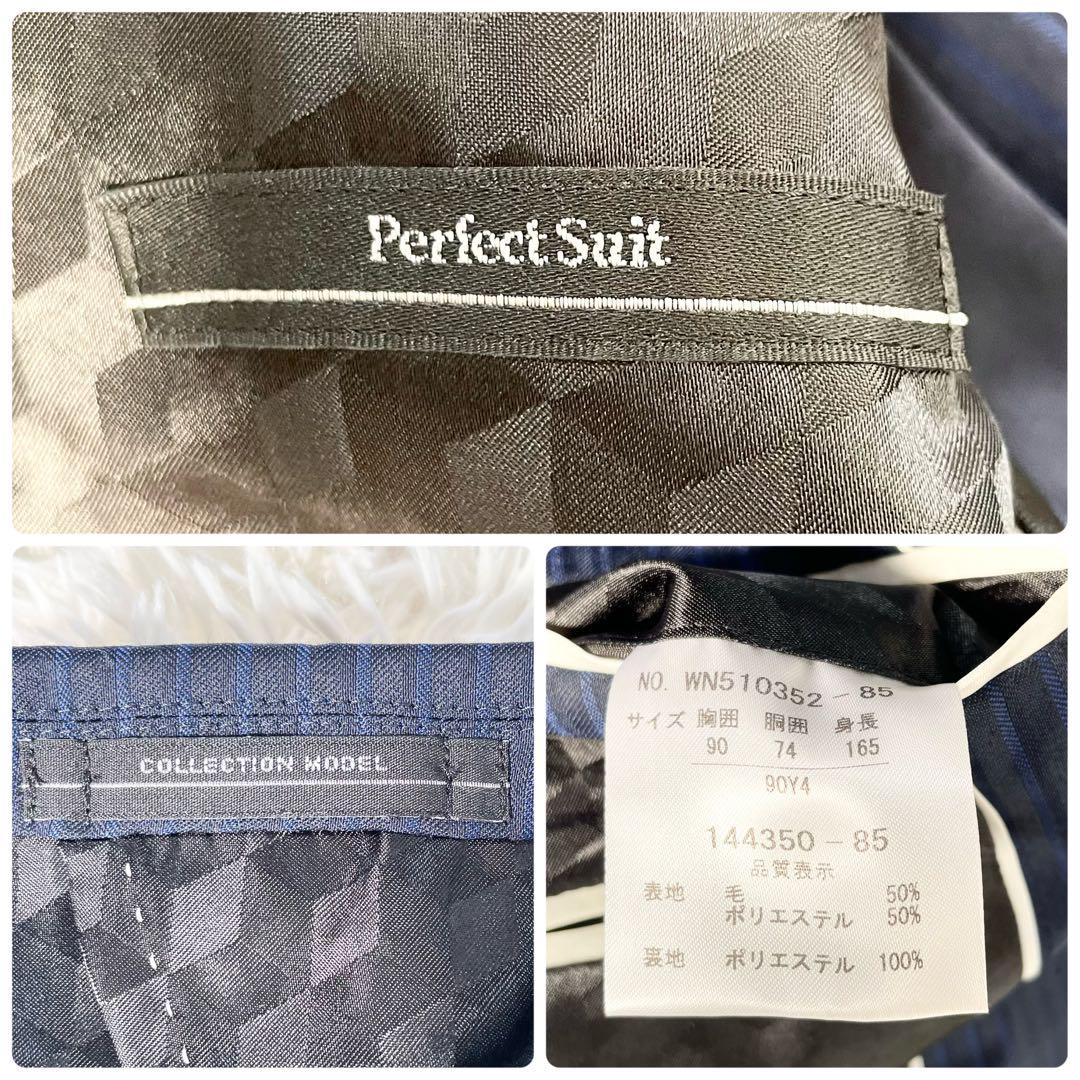 Perfect Suit
COLLECTION MODEL
NO. WN510352-85
サイズ 胸囲 胴囲 身長
90 74 165
90Y4
144350-85
品質表示
表地 毛 50%
ポリエステル 50%
裏地 ポリエステル 100%